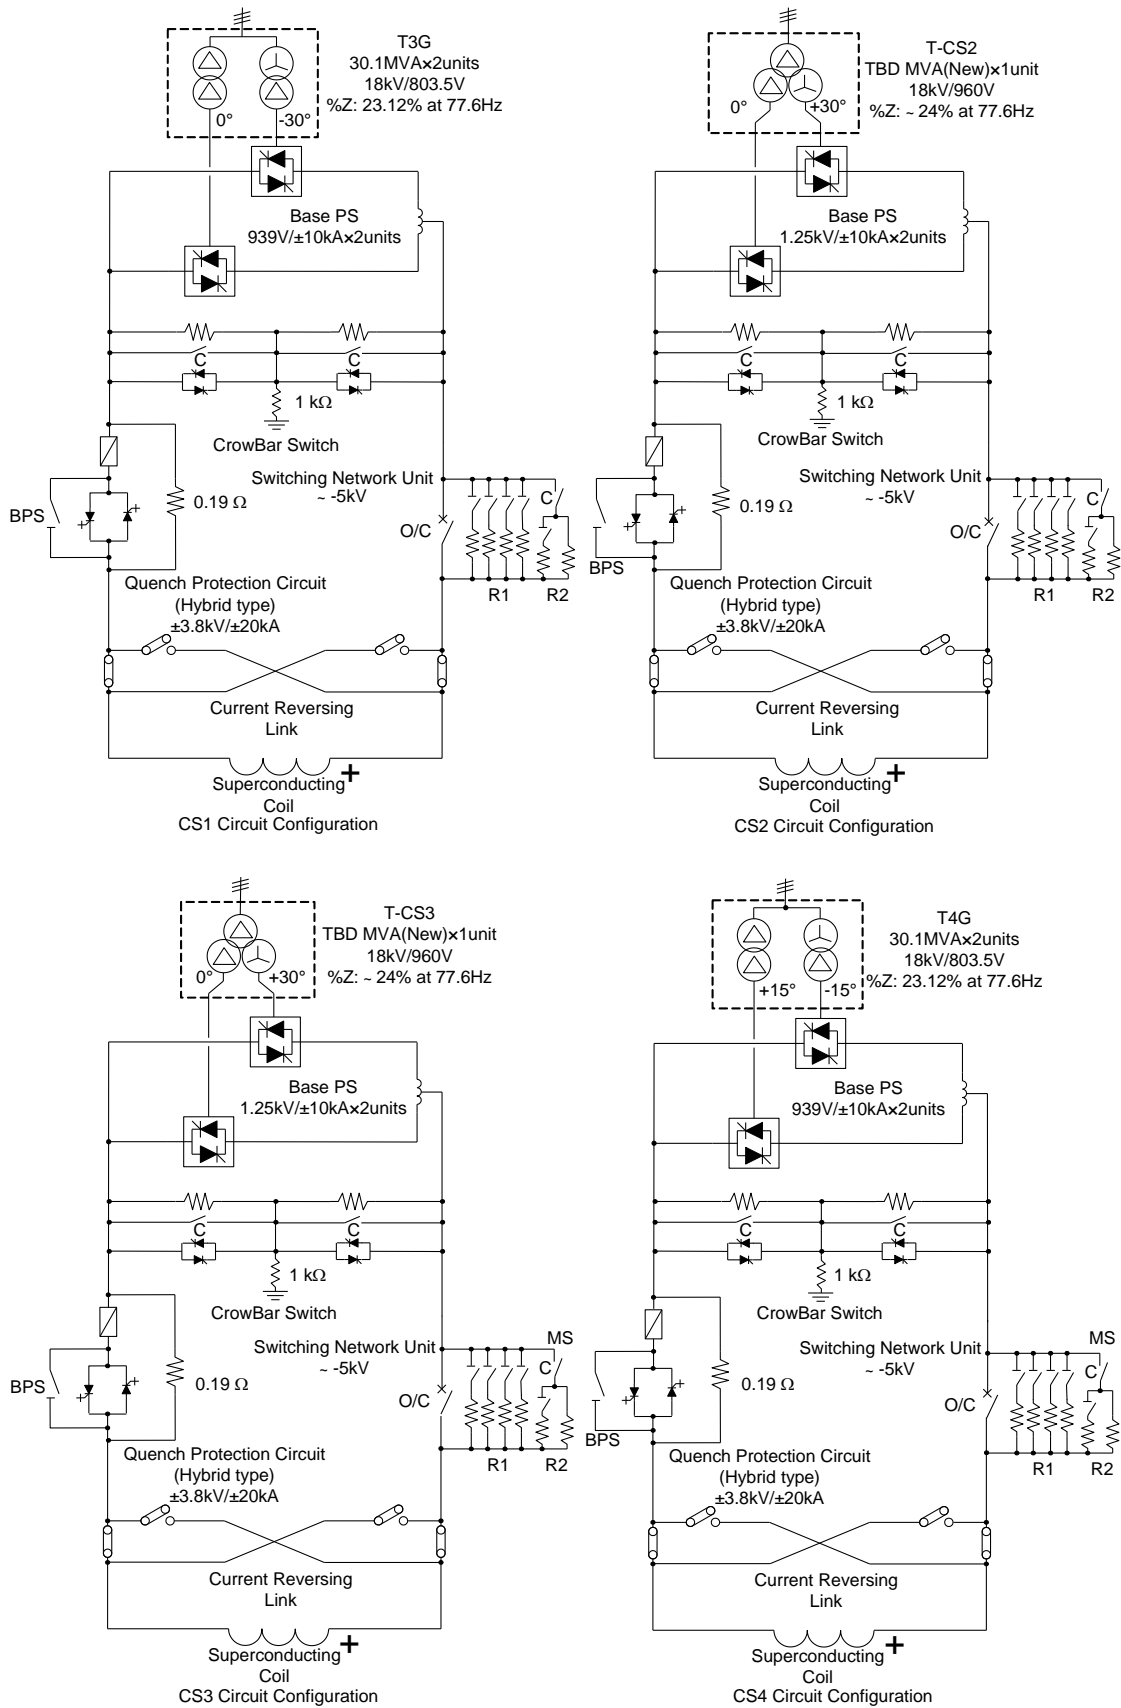 T3G
30.1MVA×2units
18kV/803.5V
%Z: 23.12% at 77.6Hz
0°
-30°
Base PS
939V/±10kA×2units
C
C
1 kΩ
CrowBar Switch
Switching Network Unit
~ -5kV
BPS
0.19 Ω
O/C
C
R1
R2
Quench Protection Circuit
(Hybrid type)
±3.8kV/±20kA
Current Reversing
Link
+
Superconducting
Coil
CS1 Circuit Configuration
T-CS2
TBD MVA(New)×1unit
18kV/960V
%Z: ~ 24% at 77.6Hz
0°
+30°
Base PS
1.25kV/±10kA×2units
C
C
1 kΩ
CrowBar Switch
Switching Network Unit
~ -5kV
BPS
0.19 Ω
O/C
C
R1
R2
Quench Protection Circuit
(Hybrid type)
±3.8kV/±20kA
Current Reversing
Link
+
Superconducting
Coil
CS2 Circuit Configuration
T-CS3
TBD MVA(New)×1unit
18kV/960V
%Z: ~ 24% at 77.6Hz
0°
+30°
Base PS
1.25kV/±10kA×2units
C
C
1 kΩ
CrowBar Switch
Switching Network Unit
~ -5kV
MS
C
BPS
0.19 Ω
O/C
R1
R2
Quench Protection Circuit
(Hybrid type)
±3.8kV/±20kA
Current Reversing
Link
+
Superconducting
Coil
CS3 Circuit Configuration
T4G
30.1MVA×2units
18kV/803.5V
%Z: 23.12% at 77.6Hz
+15°
-15°
Base PS
939V/±10kA×2units
C
C
1 kΩ
CrowBar Switch
Switching Network Unit
~ -5kV
MS
C
BPS
0.19 Ω
O/C
R1
R2
Quench Protection Circuit
(Hybrid type)
±3.8kV/±20kA
Current Reversing
Link
+
Superconducting
Coil
CS4 Circuit Configuration